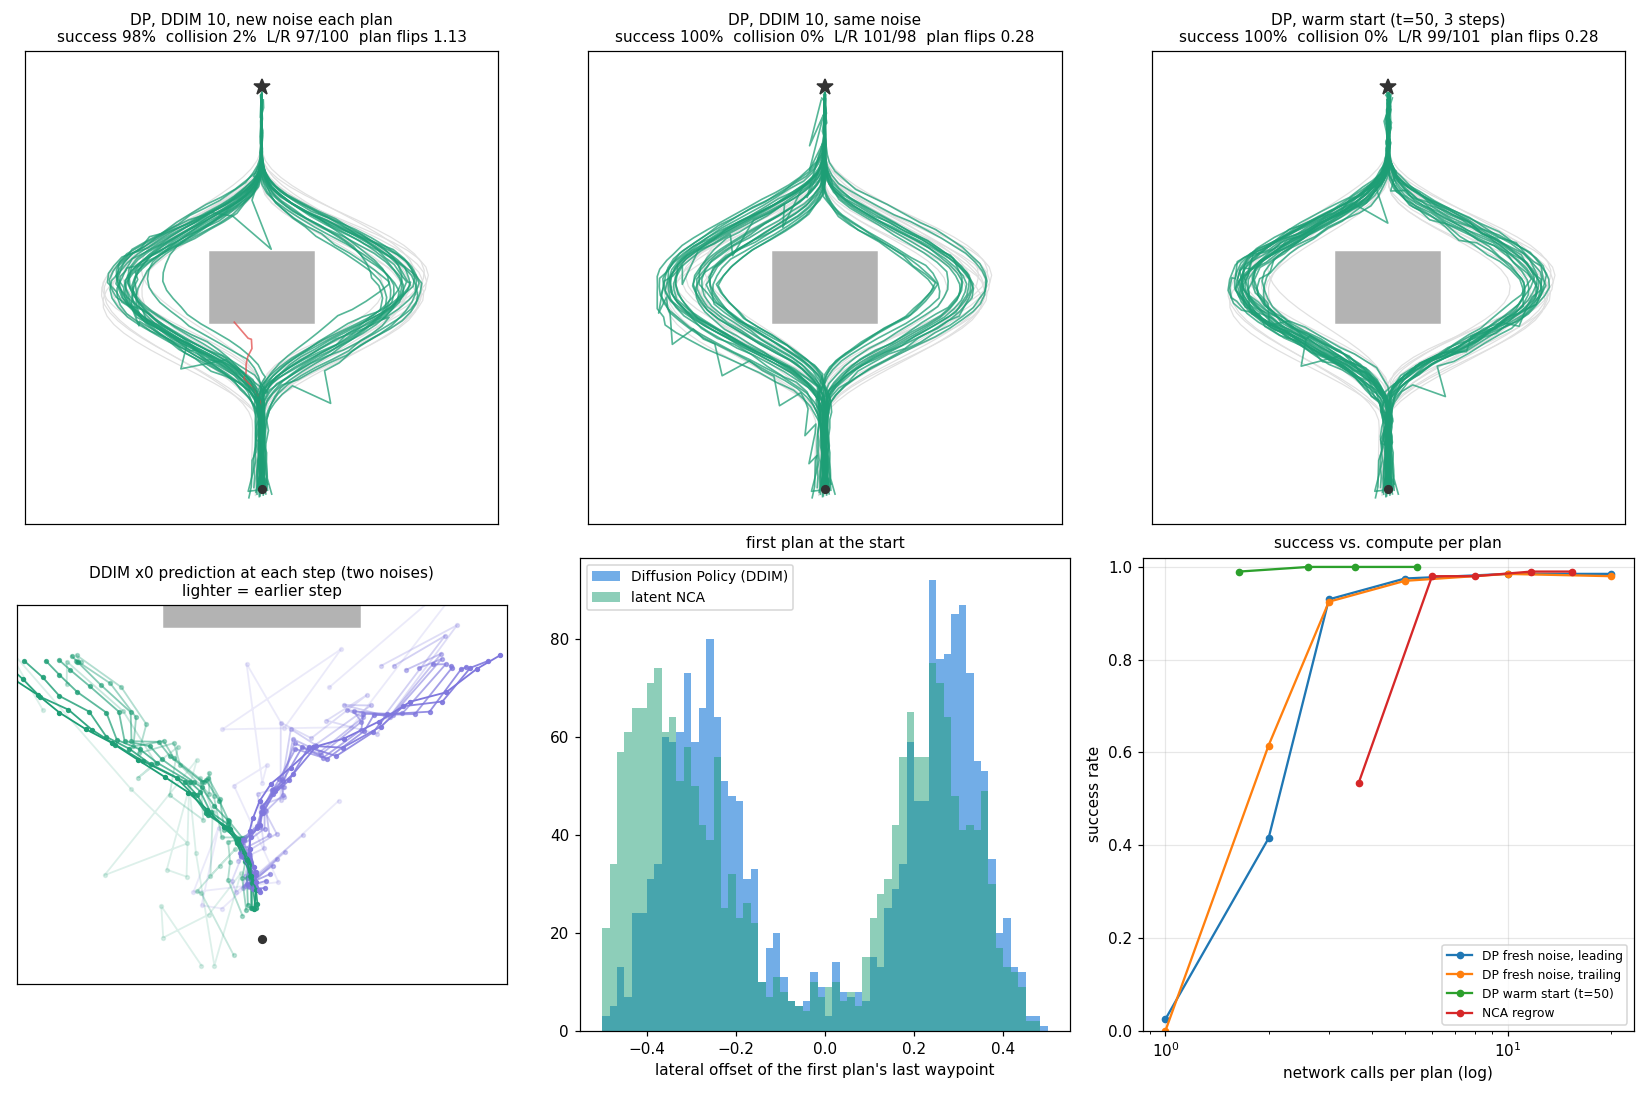 DP, DDIM 10, new noise each plan
success 98%  collision 2%  L/R 97/100  plan flips 1.13
DP, DDIM 10, same noise
success 100%  collision 0%  L/R 101/98  plan flips 0.28
DP, warm start (t=50, 3 steps)
success 100%  collision 0%  L/R 99/101  plan flips 0.28
DDIM x0 prediction at each step (two noises)
lighter = earlier step
first plan at the start
Diffusion Policy (DDIM)
latent NCA
80
60
40
20
0
−0.4
−0.2
0.0
0.2
0.4
lateral offset of the first plan's last waypoint
success vs. compute per plan
success rate
1.0
0.8
0.6
0.4
0.2
0.0
DP fresh noise, leading
DP fresh noise, trailing
DP warm start (t=50)
NCA regrow
10⁰
10¹
network calls per plan (log)